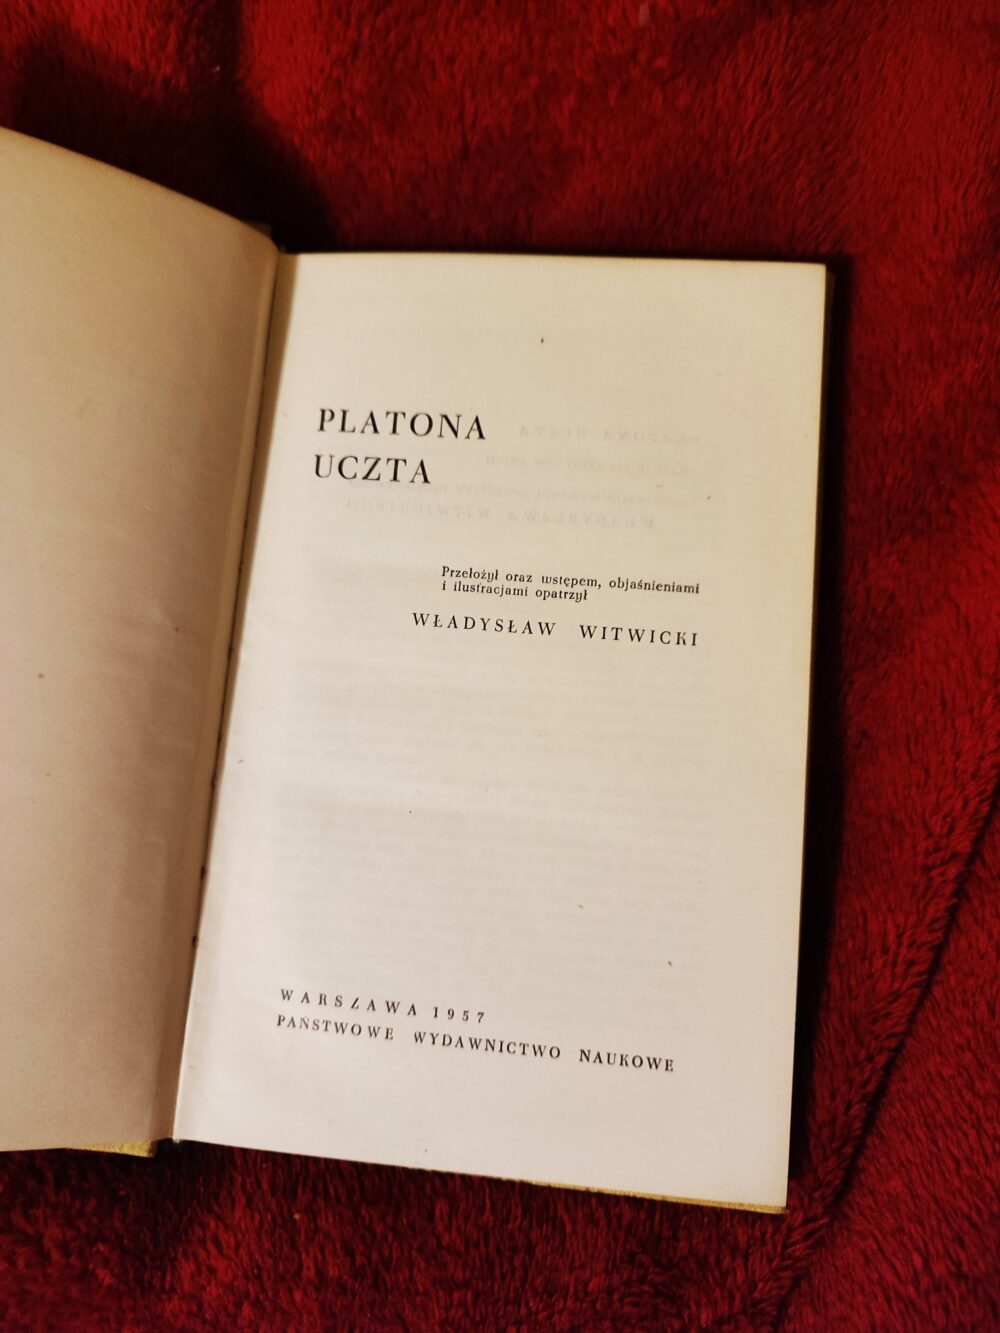 PLATONA
UCZTA
Przełożył oraz wstępem, objaśnieniami
i ilustracjami opatrzył
WŁADYSŁAW WITWICKI
WARSZAWA 1957
PAŃSTWOWE WYDAWNICTWO NAUKOWE